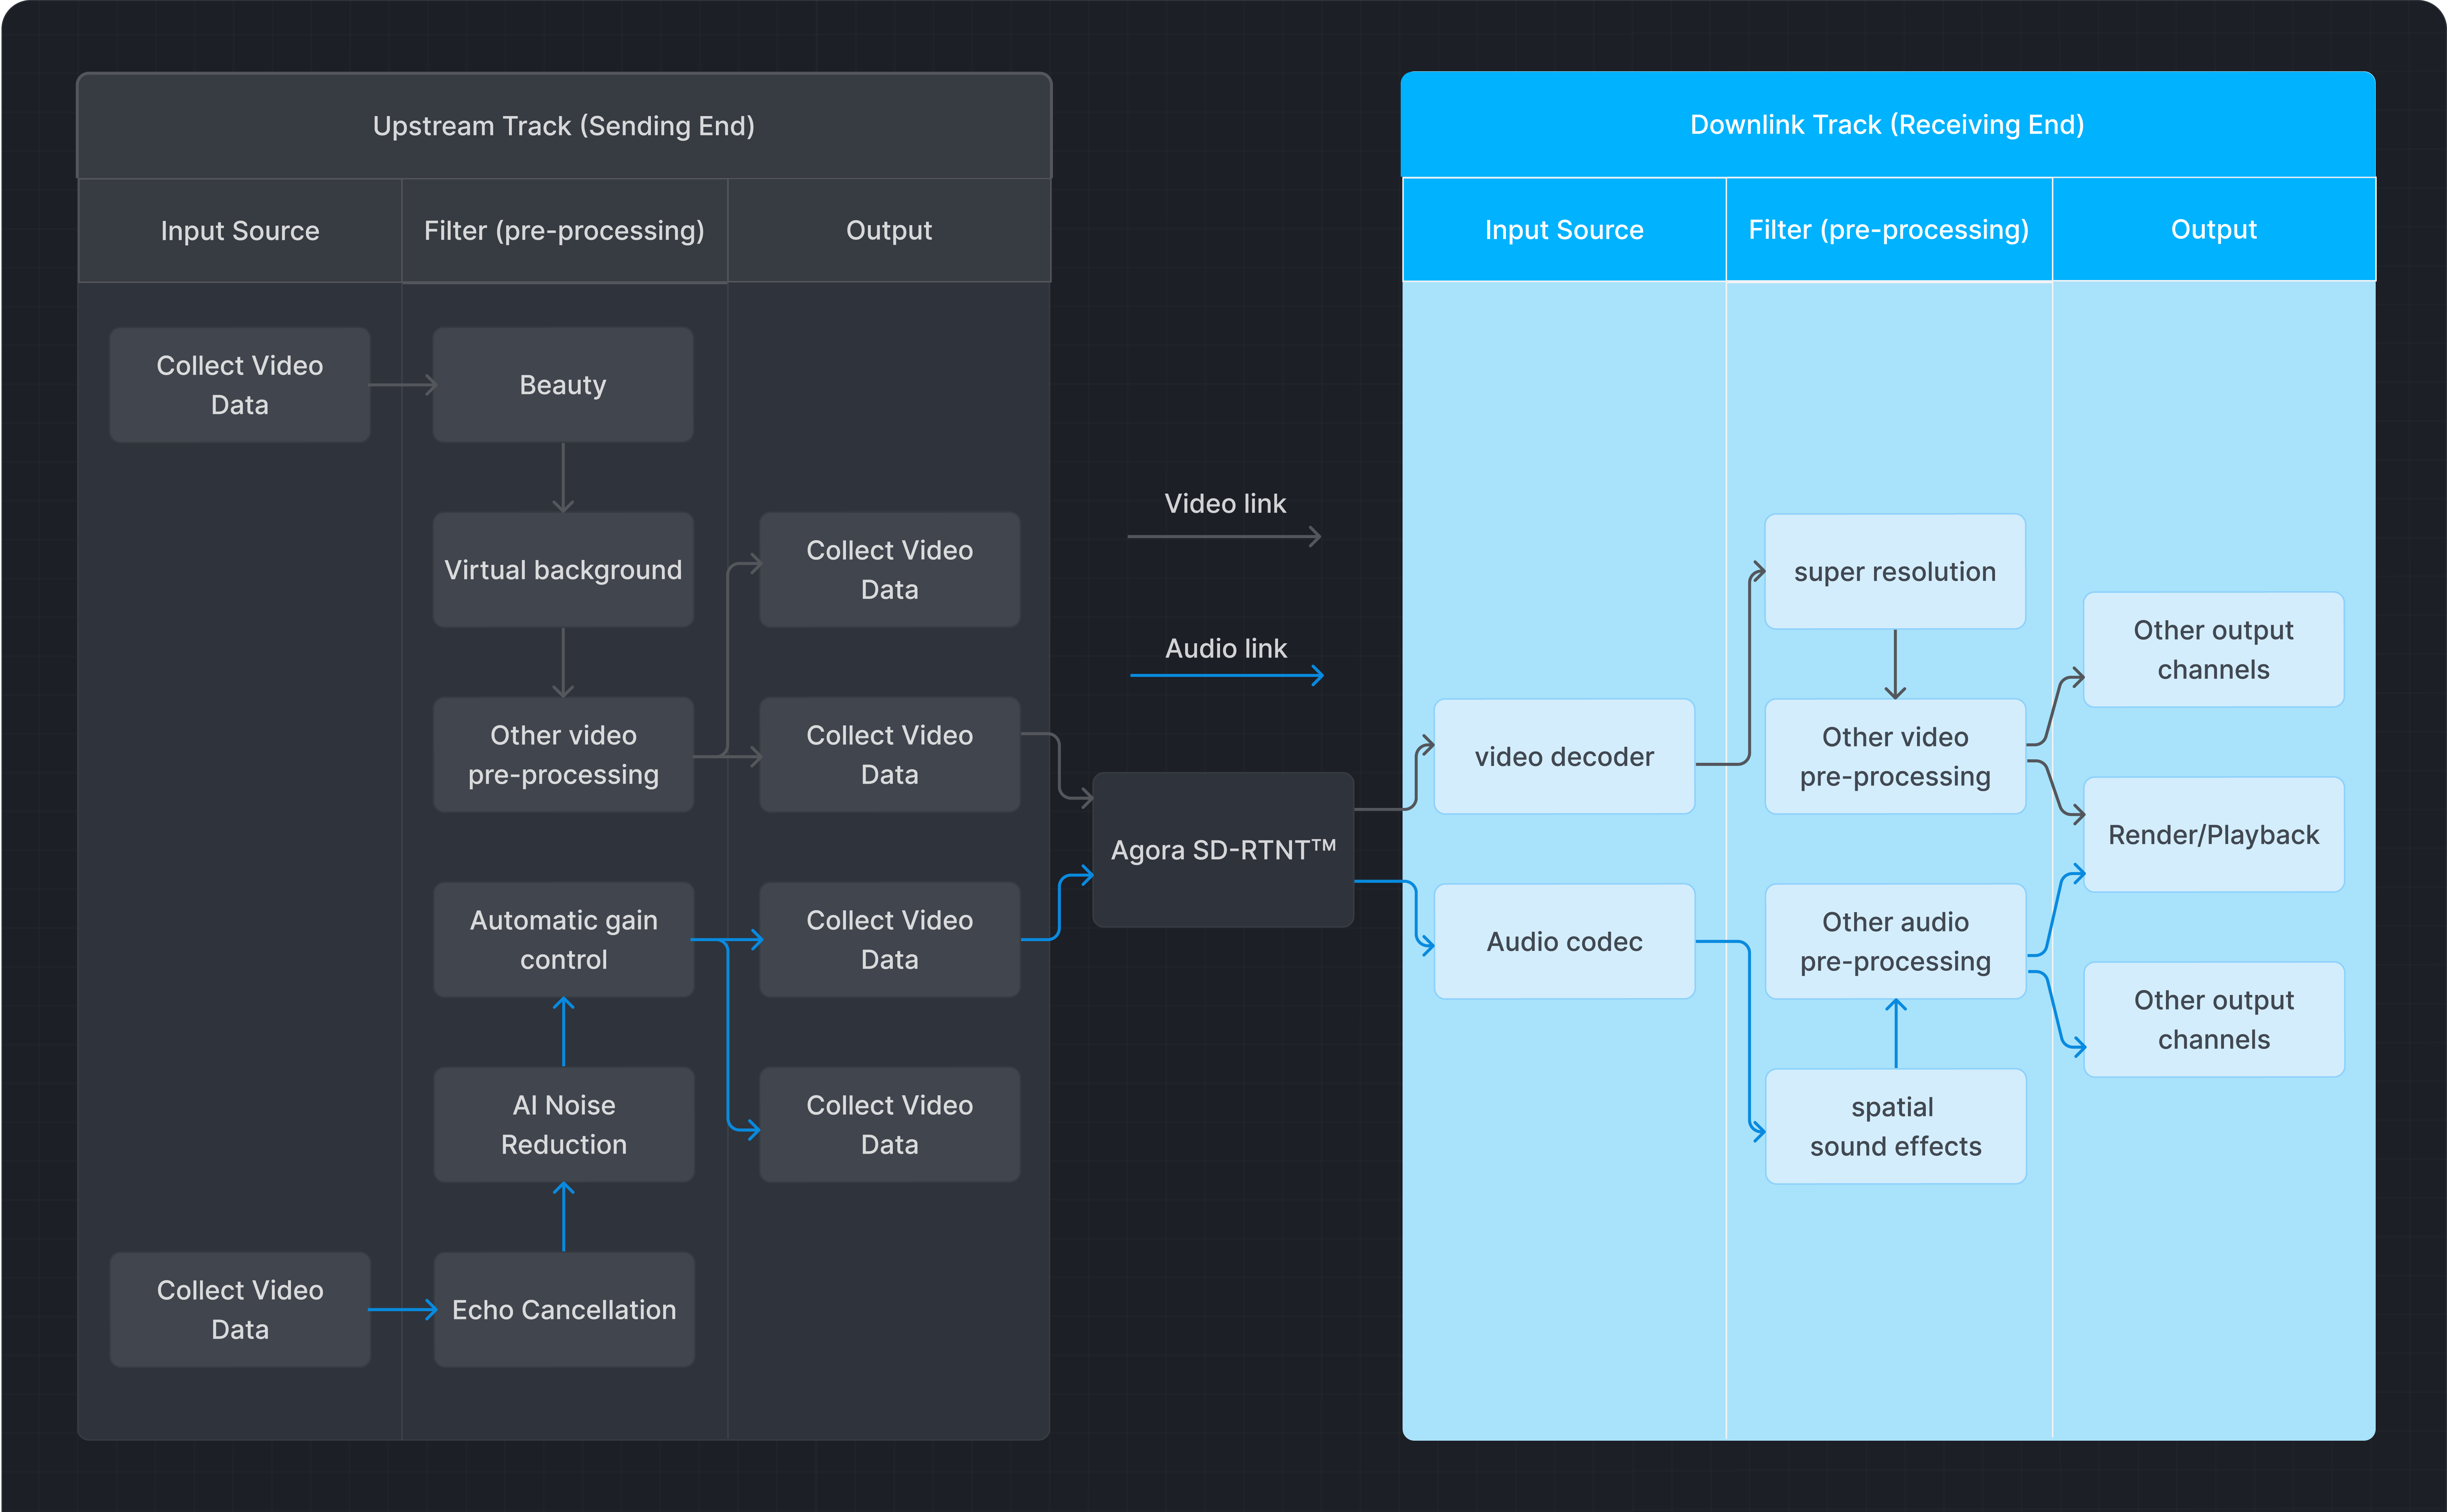 Upstream Track (Sending End)
Input Source
Filter (pre-processing)
Output
Collect Video
Data
Beauty
Virtual background
Collect Video
Data
Other video
pre-processing
Collect Video
Data
Automatic gain
control
Collect Video
Data
AI Noise
Reduction
Collect Video
Data
Collect Video
Data
Echo Cancellation
Video link
Audio link
Agora SD-RTNT™
Downlink Track (Receiving End)
Input Source
Filter (pre-processing)
Output
super resolution
Other output
channels
video decoder
Other video
pre-processing
Render/Playback
Audio codec
Other audio
pre-processing
Other output
channels
spatial
sound effects